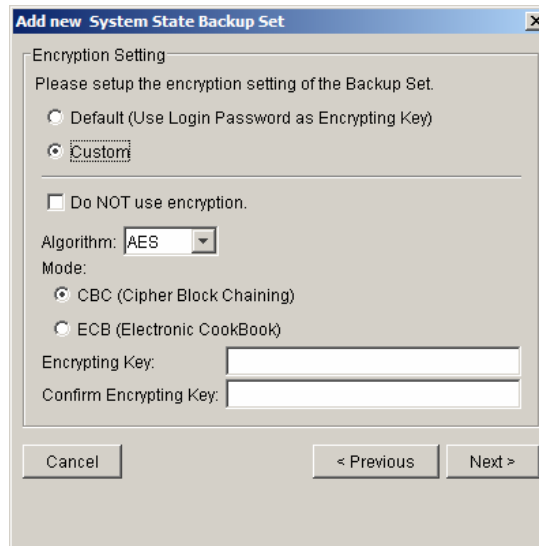 Add new System State Backup Set
Encryption Setting
Please setup the encryption setting of the Backup Set.
Default (Use Login Password as Encrypting Key)
Custom
Do NOT use encryption.
Algorithm: AES
Mode:
CBC (Cipher Block Chaining)
ECB (Electronic CookBook)
Encrypting Key:
Confirm Encrypting Key:
Cancel < Previous Next >